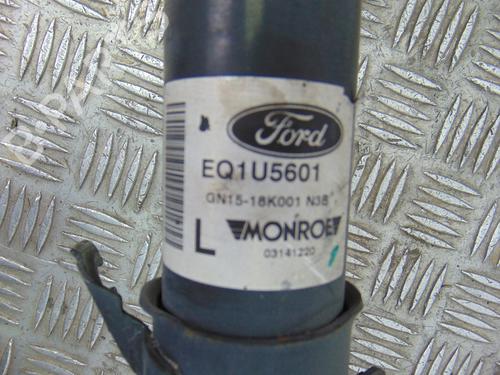 Ford
EQ1U5601
GN15-18K001 N3B
L MONROE
03141220